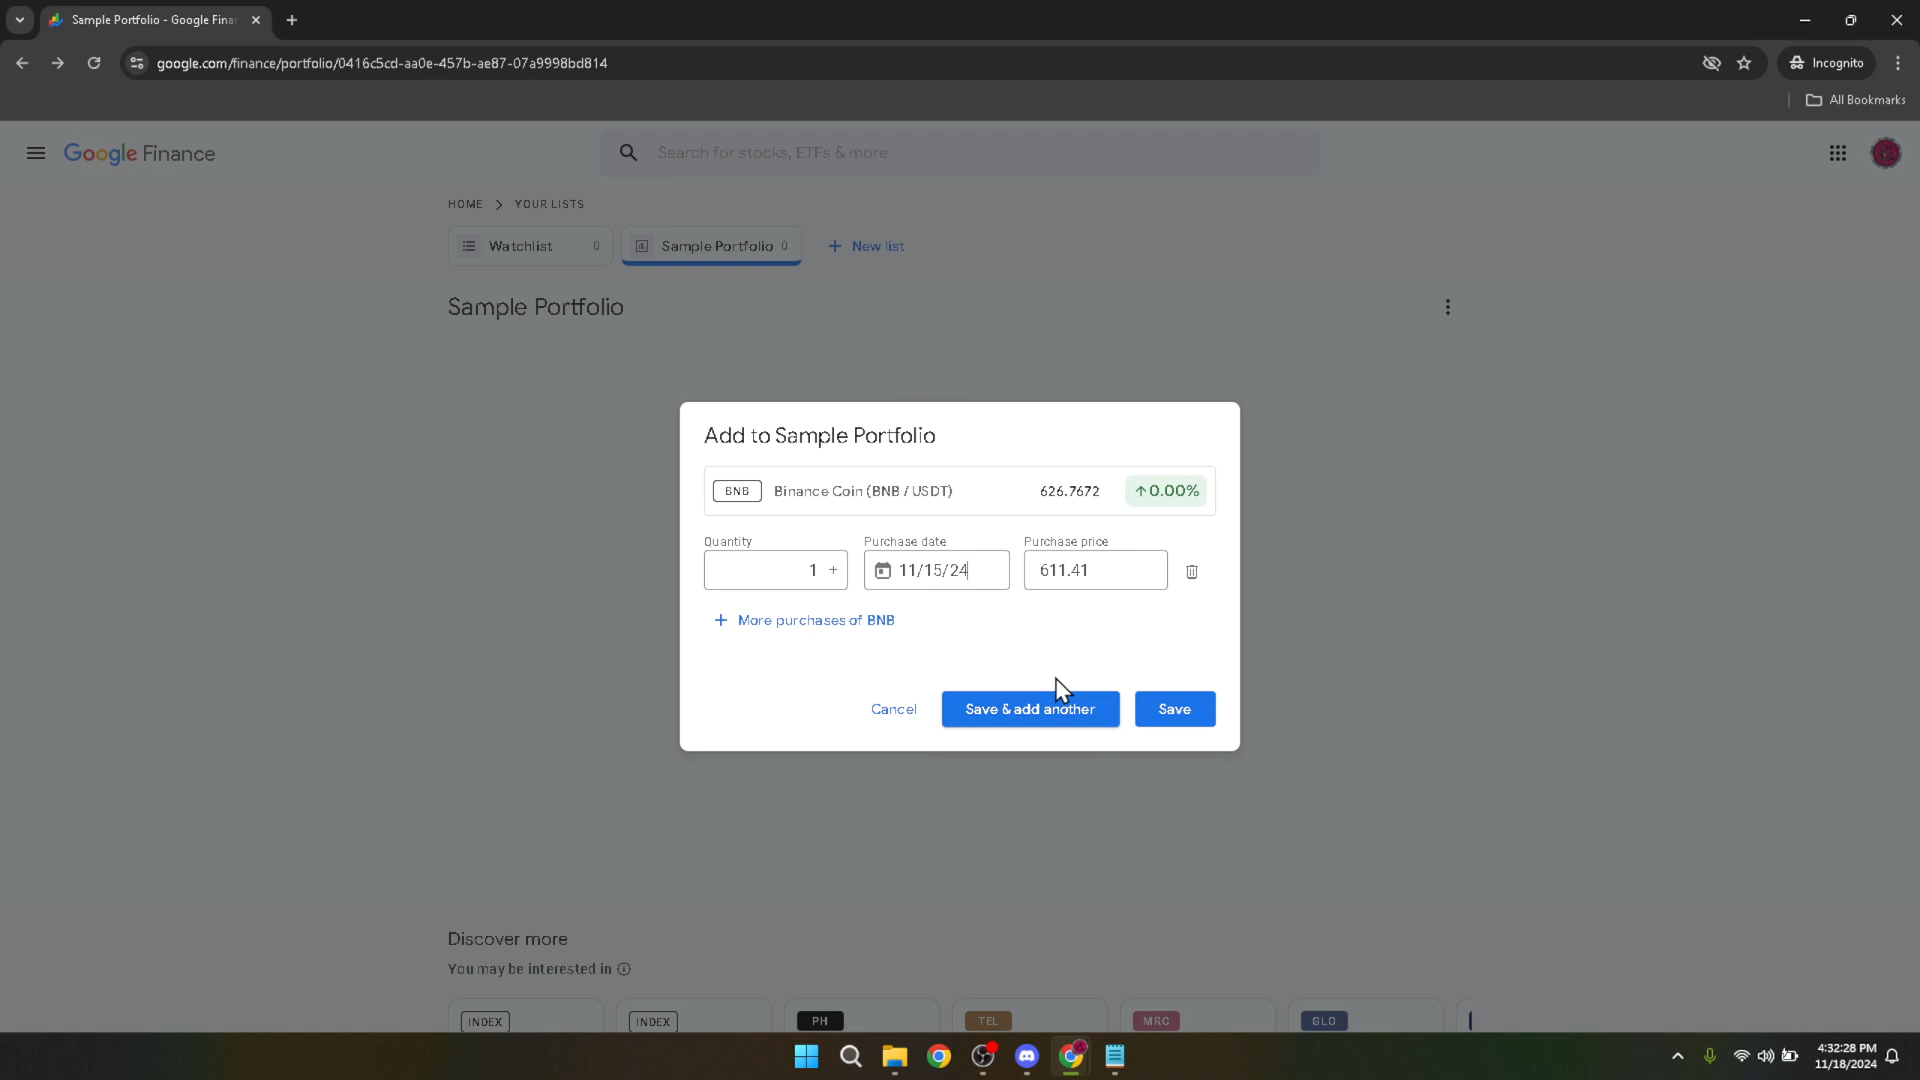 Sample Portfolio - Google Finan
google.com/finance/portfolio/0416c5cd-aa0e-457b-ae87-07a9998bd814
Incognito
All Bookmarks
Google Finance
Search for stocks, ETFs & more
HOME > YOUR LISTS
Watchlist 0
Sample Portfolio 0
+ New list
Sample Portfolio
Add to Sample Portfolio
BNB Binance Coin (BNB / USDT) 626.7672 ↑0.00%
Quantity Purchase date Purchase price
1 + 11/15/24 611.41
+ More purchases of BNB
Cancel Save & add another Save
Discover more
You may be interested in
INDEX INDEX PH TEL MRC GLO
4:32:28 PM
11/18/2024